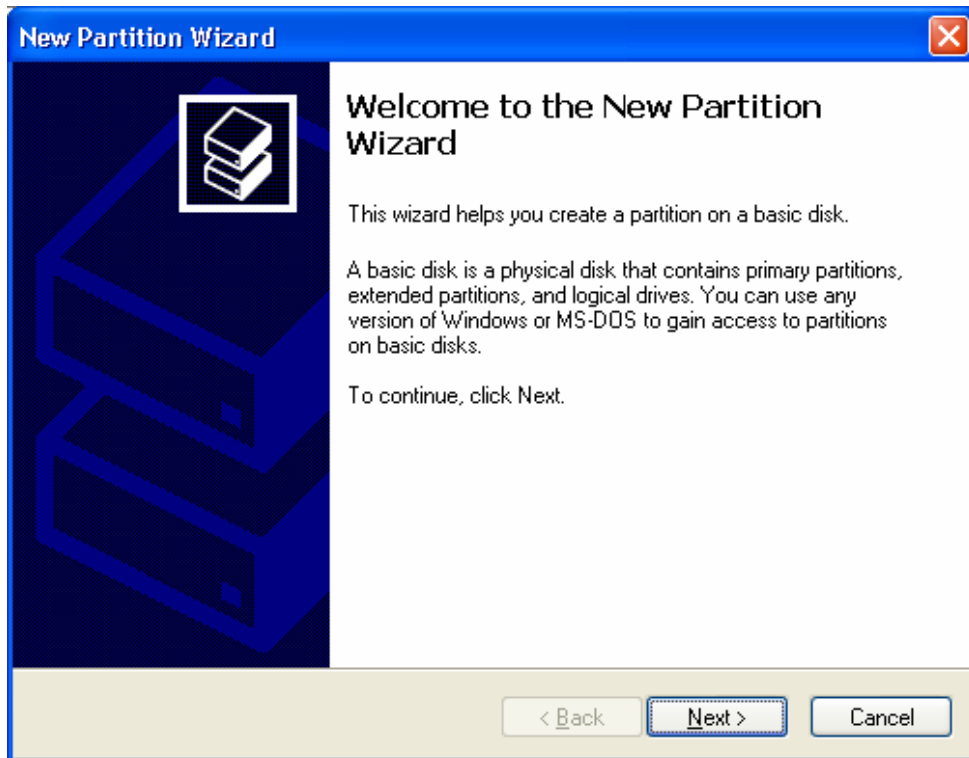 New Partition Wizard
Welcome to the New Partition
Wizard
This wizard helps you create a partition on a basic disk.
A basic disk is a physical disk that contains primary partitions,
extended partitions, and logical drives. You can use any
version of Windows or MS-DOS to gain access to partitions
on basic disks.
To continue, click Next.
< Back Next > Cancel